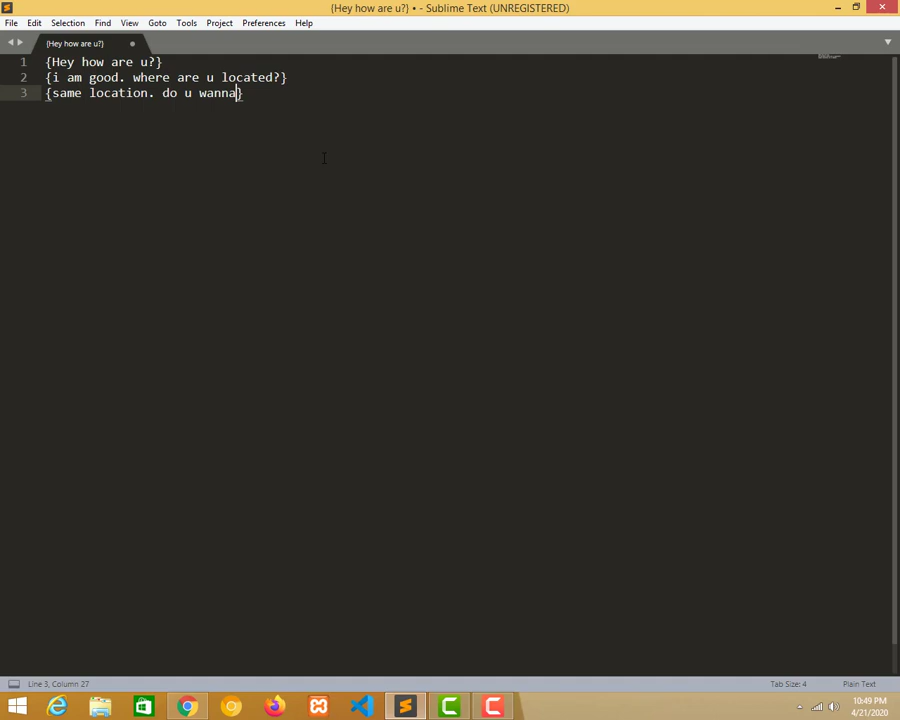 {Hey how are u?} • - Sublime Text (UNREGISTERED)
File Edit Selection Find View Goto Tools Project Preferences Help
{Hey how are u?}
1 {Hey how are u?}
2 {i am good. where are u located?}
3 {same location. do u wanna}
Line 3, Column 27 Tab Size: 4 Plain Text
10:49 PM
4/21/2020